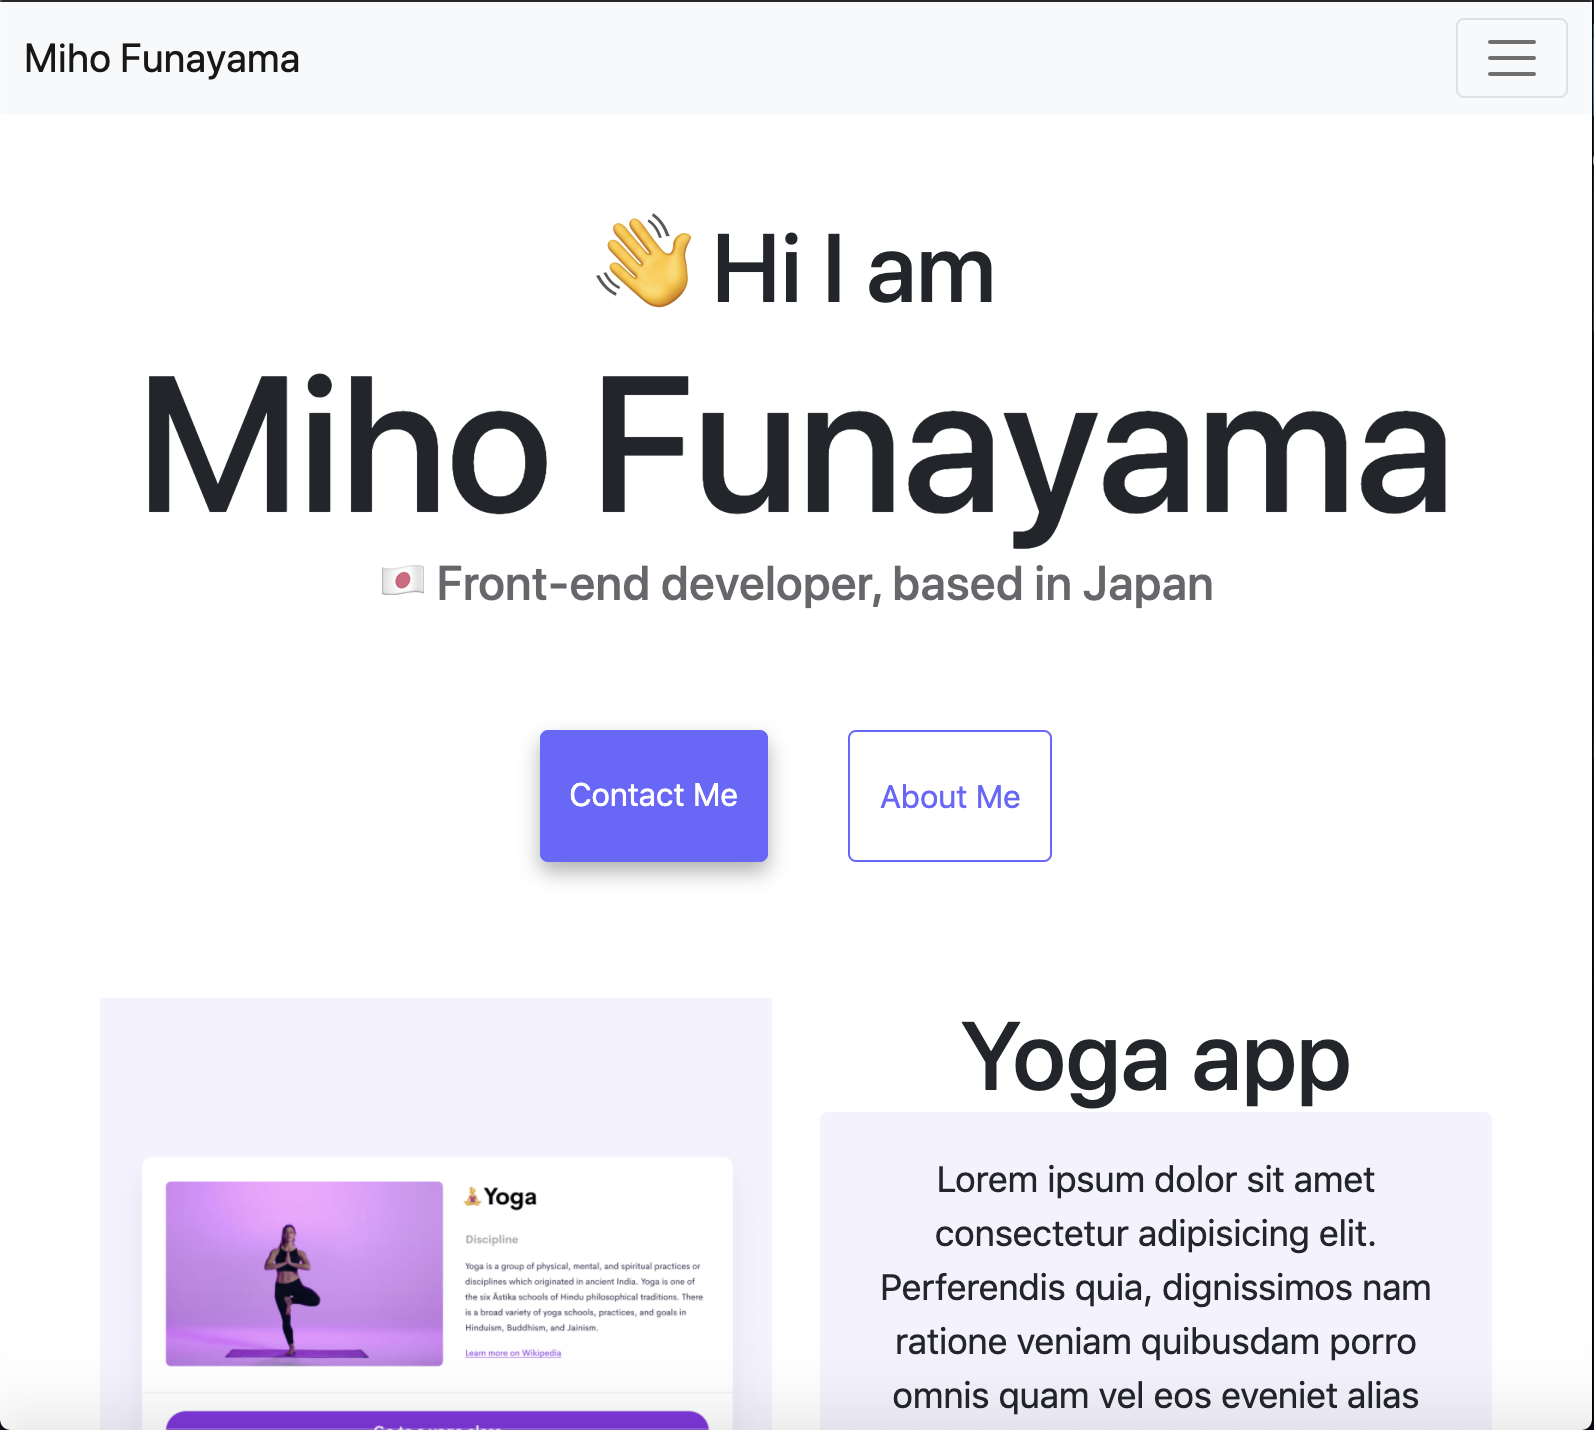 Miho Funayama
👋 Hi I am
Miho Funayama
🇯🇵 Front-end developer, based in Japan
Contact Me
About Me
🧘Yoga
Discipline
Yoga is a group of physical, mental, and spiritual practices or
disciplines which originated in ancient India. Yoga is one of
the six Āstika schools of Hindu philosophical traditions. There
is a broad variety of yoga schools, practices, and goals in
Hinduism, Buddhism, and Jainism.
Learn more on Wikipedia
Yoga app
Lorem ipsum dolor sit amet
consectetur adipisicing elit.
Perferendis quia, dignissimos nam
ratione veniam quibusdam porro
omnis quam vel eos eveniet alias